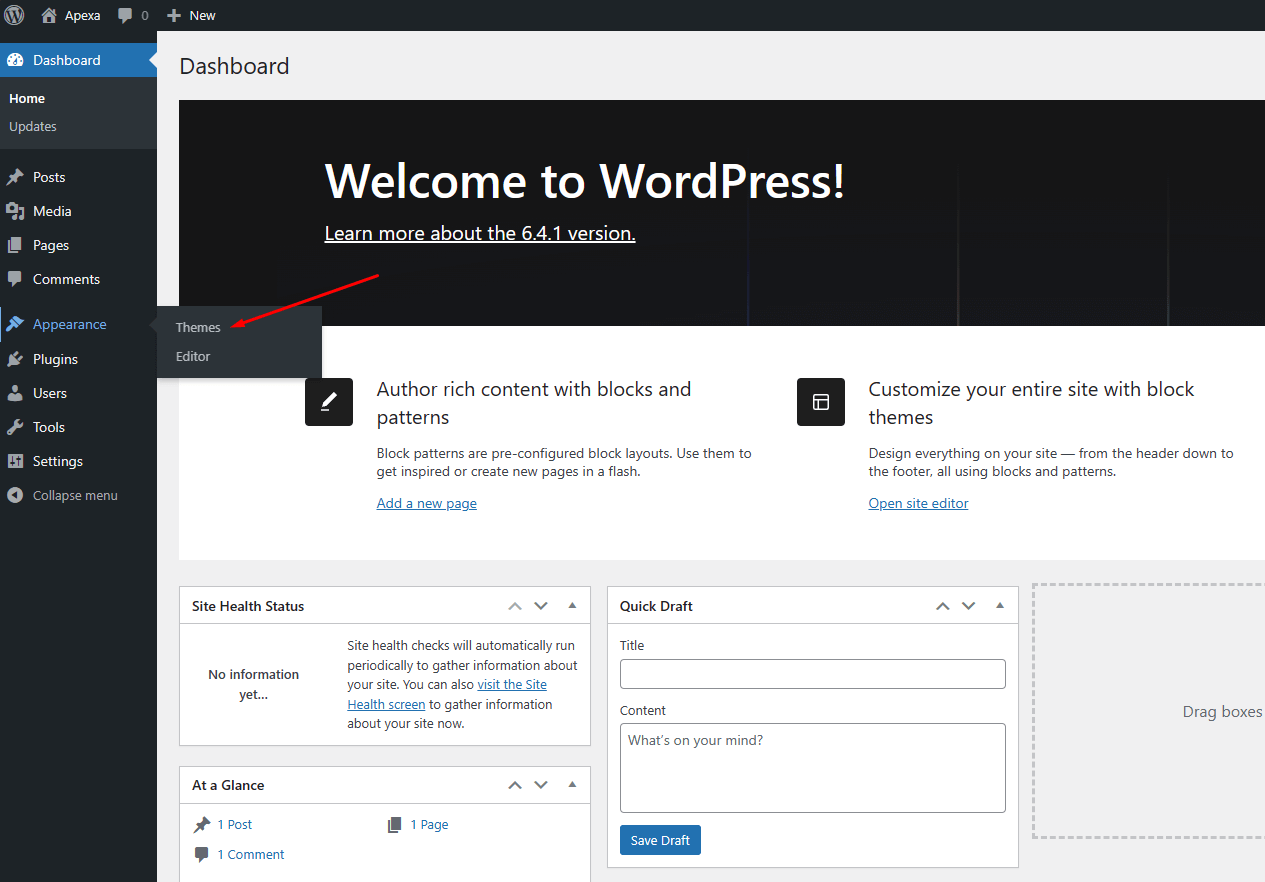 Apexa
0
New
Dashboard
Home
Updates
Posts
Media
Pages
Comments
Appearance
Themes
Editor
Plugins
Users
Tools
Settings
Collapse menu
Dashboard
Welcome to WordPress!
Learn more about the 6.4.1 version.
Author rich content with blocks and
patterns
Block patterns are pre-configured block layouts. Use them to
get inspired or create new pages in a flash.
Add a new page
Customize your entire site with block
themes
Design everything on your site — from the header down to
the footer, all using blocks and patterns.
Open site editor
Site Health Status
No information
yet...
Site health checks will automatically run
periodically to gather information about
your site. You can also visit the Site
Health screen to gather information
about your site now.
At a Glance
1 Post
1 Page
1 Comment
Quick Draft
Title
Content
What's on your mind?
Save Draft
Drag boxes